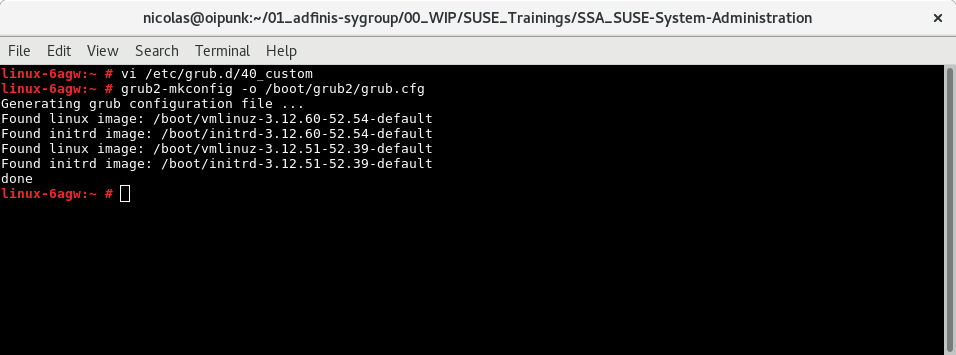 nicolas@oipunk:~/01_adfinis-sygroup/00_WIP/SUSE_Trainings/SSA_SUSE-System-Administration ×
File Edit View Search Terminal Help
linux-6agw:~ # vi /etc/grub.d/40_custom
linux-6agw:~ # grub2-mkconfig -o /boot/grub2/grub.cfg
Generating grub configuration file ...
Found linux image: /boot/vmlinuz-3.12.60-52.54-default
Found initrd image: /boot/initrd-3.12.60-52.54-default
Found linux image: /boot/vmlinuz-3.12.51-52.39-default
Found initrd image: /boot/initrd-3.12.51-52.39-default
done
linux-6agw:~ #